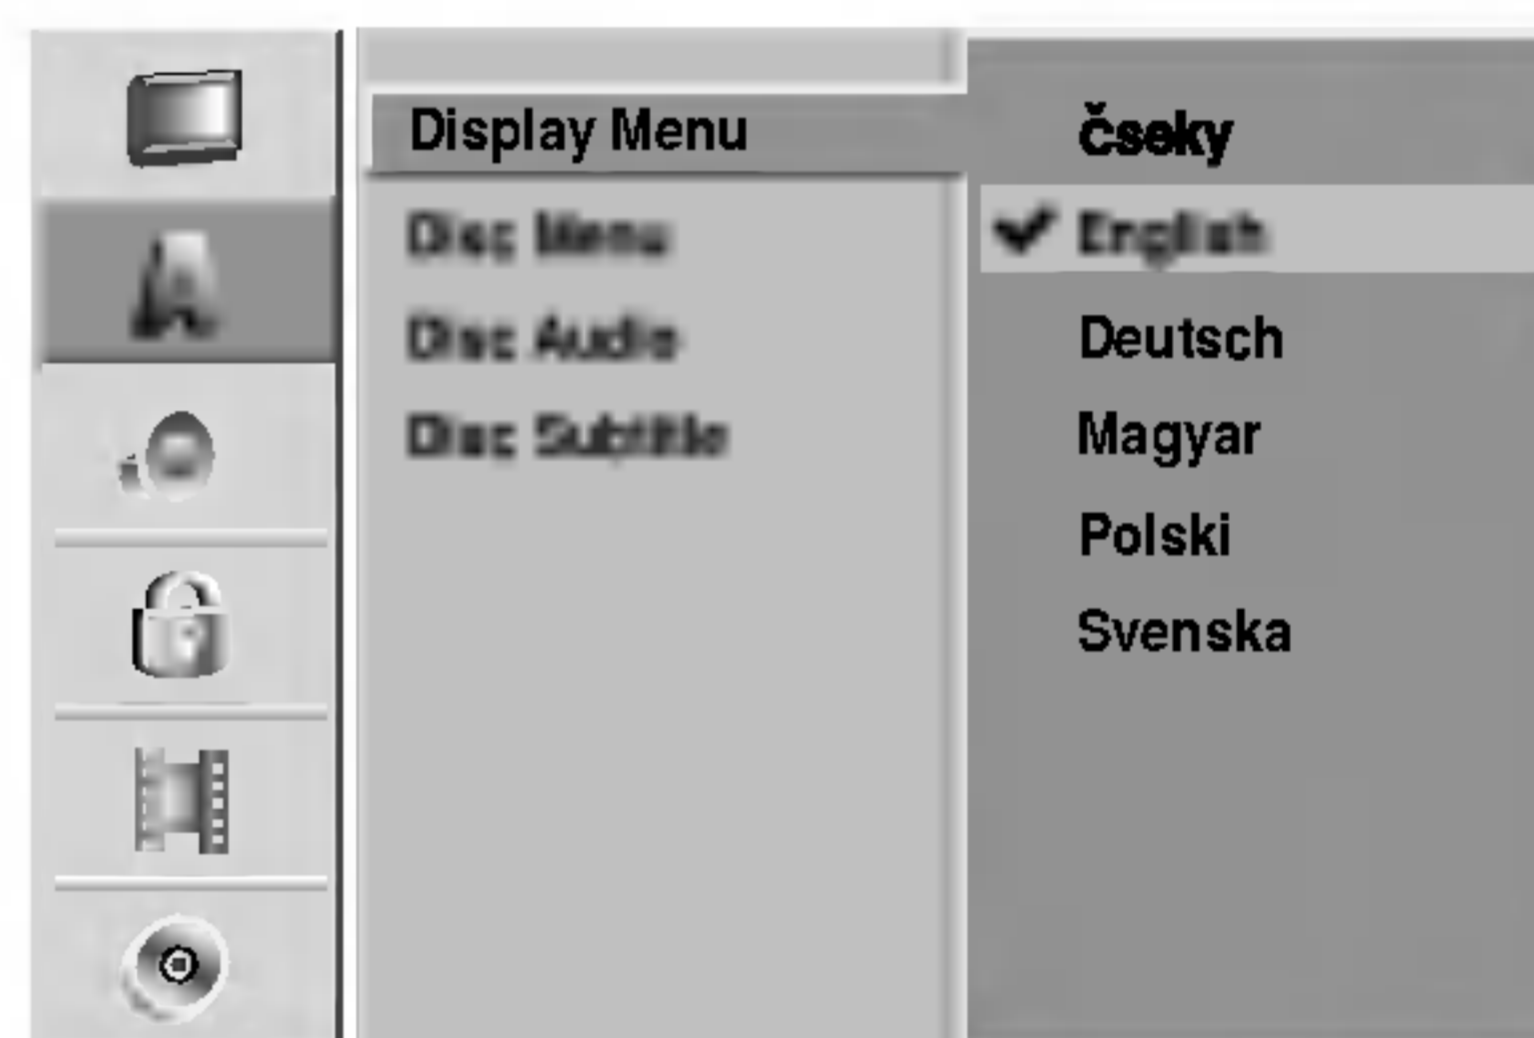 Display Menu
Disc Menu
Disc Audio
Disc Subtitle
Čseky
English
Deutsch
Magyar
Polski
Svenska